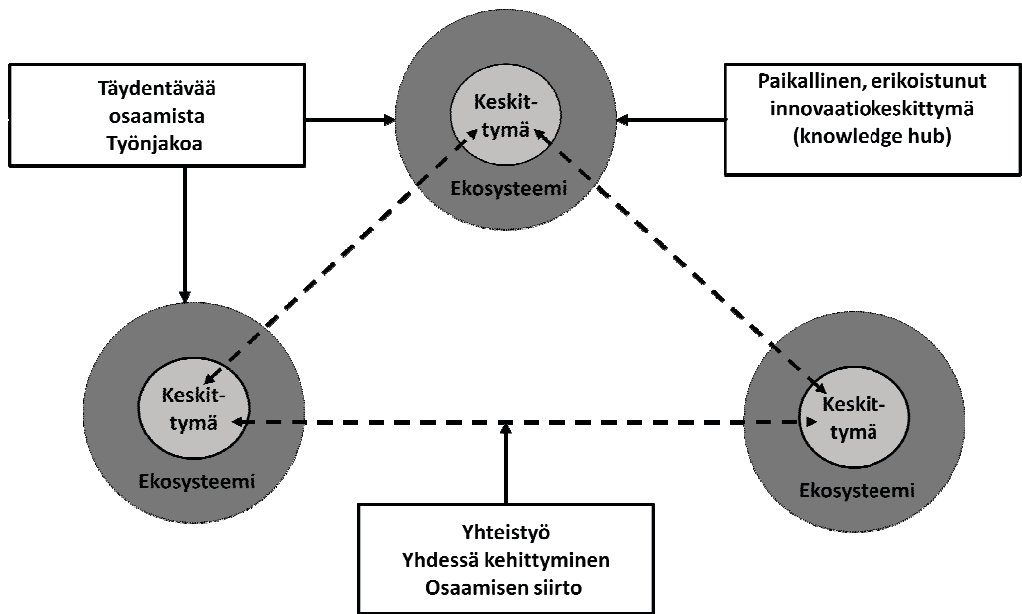 Täydentävää
osaamista
Työnjakoa
Keskit-
tymä
Ekosysteemi
Paikallinen, erikoistunut
innovaatiokeskittymä
(knowledge hub)
Keskit-
tymä
Ekosysteemi
Keskit-
tymä
Ekosysteemi
Yhteistyö
Yhdessä kehittyminen
Osaamisen siirto